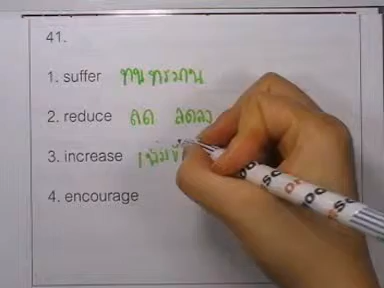 41.
1. suffer ทนทรมาน
2. reduce ลด ลดลง
3. increase
4. encourage